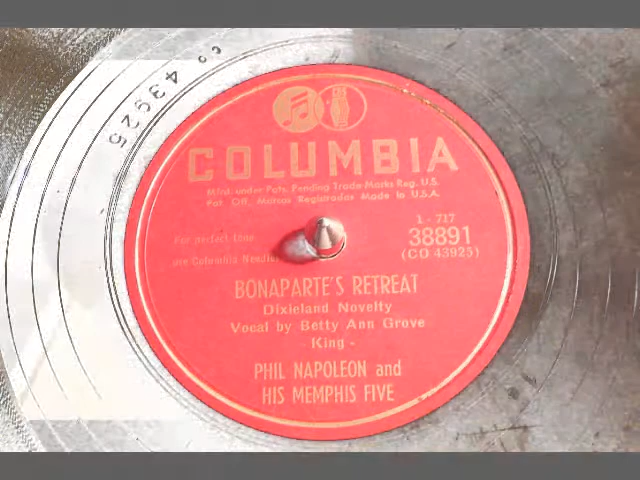 CO 43925
COLUMBIA
Mfrd. under Pats. Pending Trade-Marks Reg. U.S.
Pat. Off. Marcas Registradas Made in U.S.A.
L - 717
For perfect tone
38891
use Columbia Needles
(CO 43925)
BONAPARTE'S RETREAT
Dixieland Novelty
Vocal by Betty Ann Grove
- King -
PHIL NAPOLEON and
HIS MEMPHIS FIVE